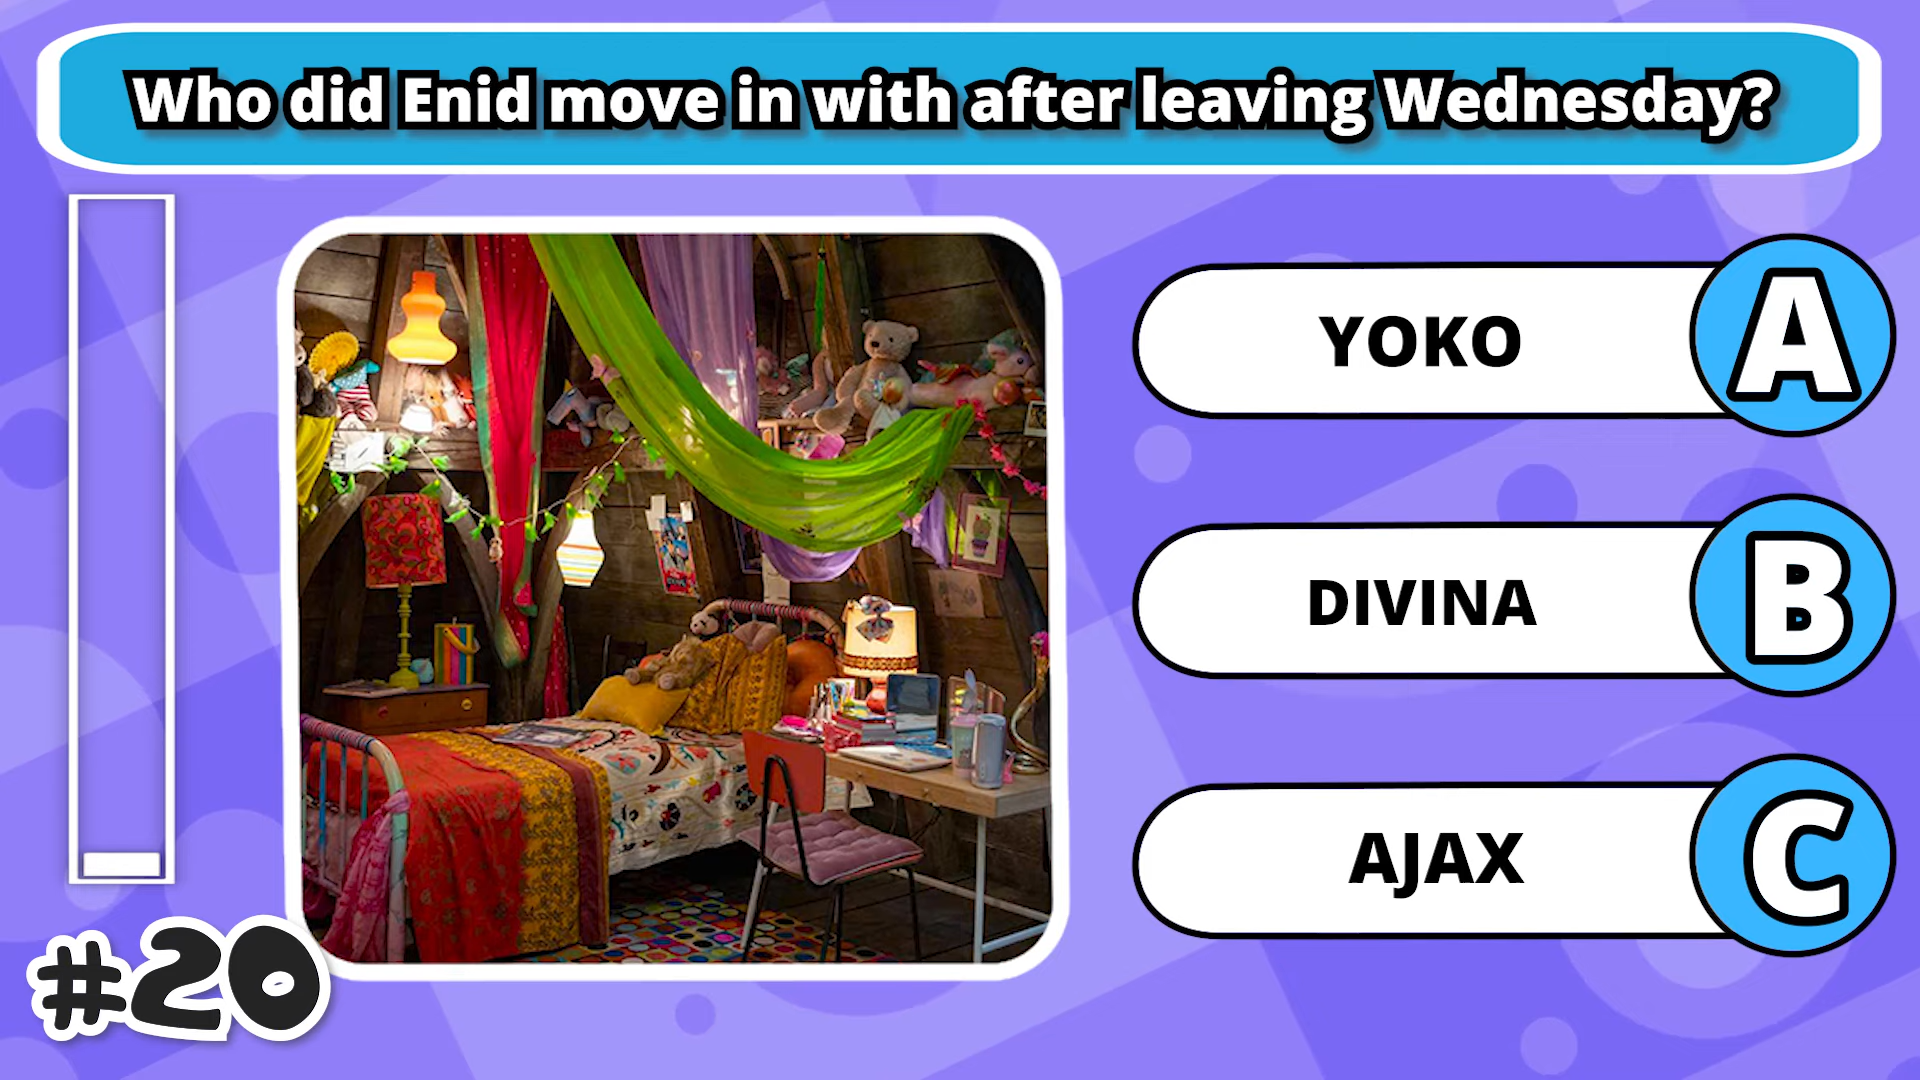 Who did Enid move in with after leaving Wednesday?
YOKO
A
DIVINA
B
AJAX
C
#20